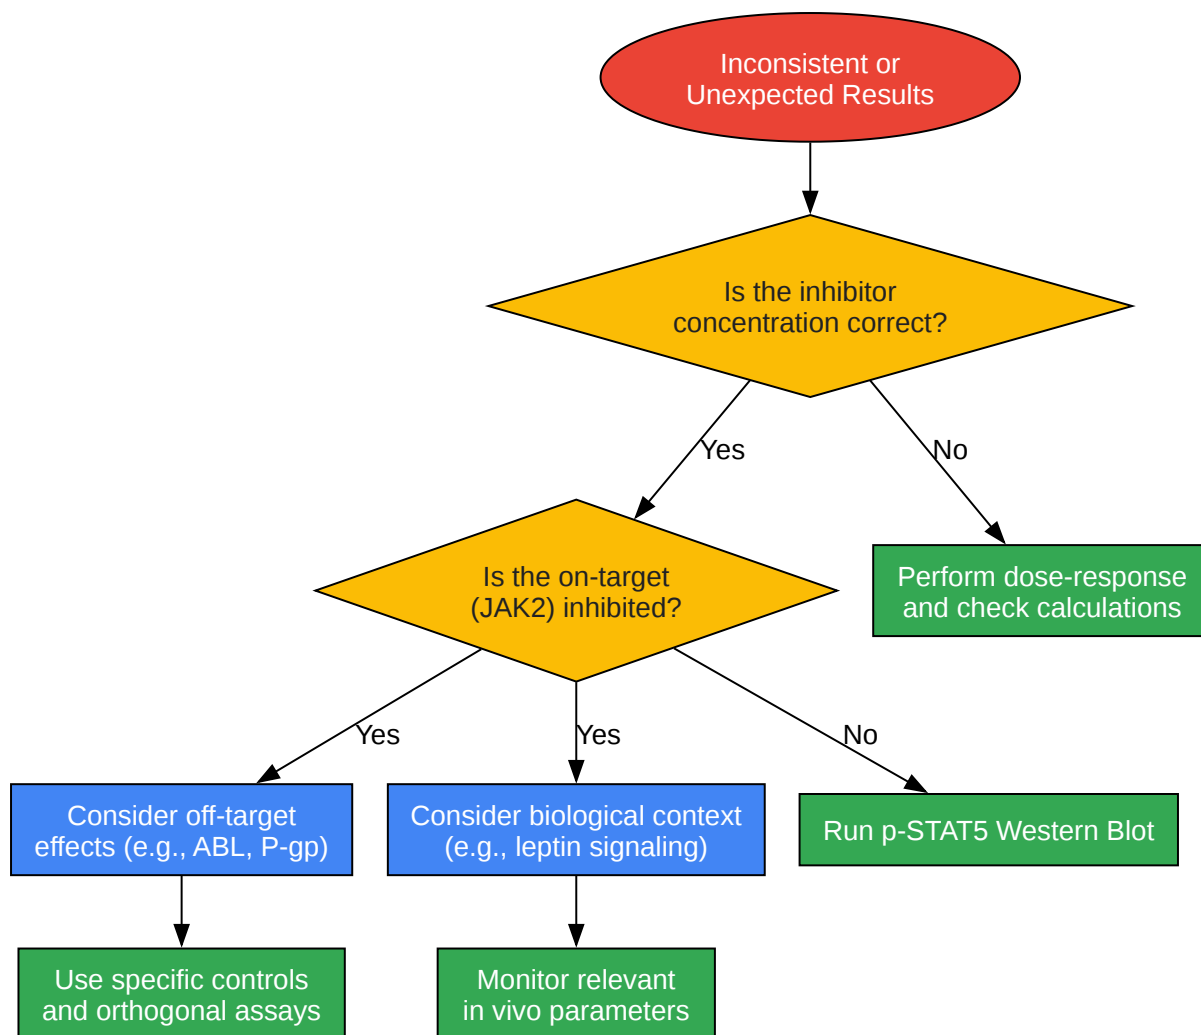 Inconsistent or
Unexpected Results
Is the inhibitor
concentration correct?
Yes
No
Is the on-target
(JAK2) inhibited?
Perform dose-response
and check calculations
Yes
Yes
No
Consider off-target
effects (e.g., ABL, P-gp)
Consider biological context
(e.g., leptin signaling)
Run p-STAT5 Western Blot
Use specific controls
and orthogonal assays
Monitor relevant
in vivo parameters